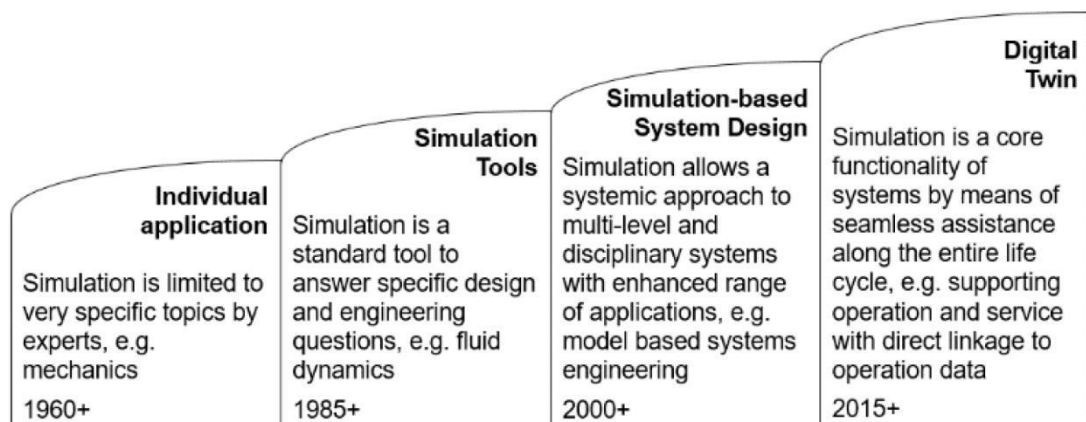 Individual
application
Simulation is limited to
very specific topics by
experts, e.g.
mechanics
1960+
Simulation
Tools
Simulation is a
standard tool to
answer specific design
and engineering
questions, e.g. fluid
dynamics
1985+
Simulation-based
System Design
Simulation allows a
systemic approach to
multi-level and
disciplinary systems
with enhanced range
of applications, e.g.
model based systems
engineering
2000+
Digital
Twin
Simulation is a core
functionality of
systems by means of
seamless assistance
along the entire life
cycle, e.g. supporting
operation and service
with direct linkage to
operation data
2015+